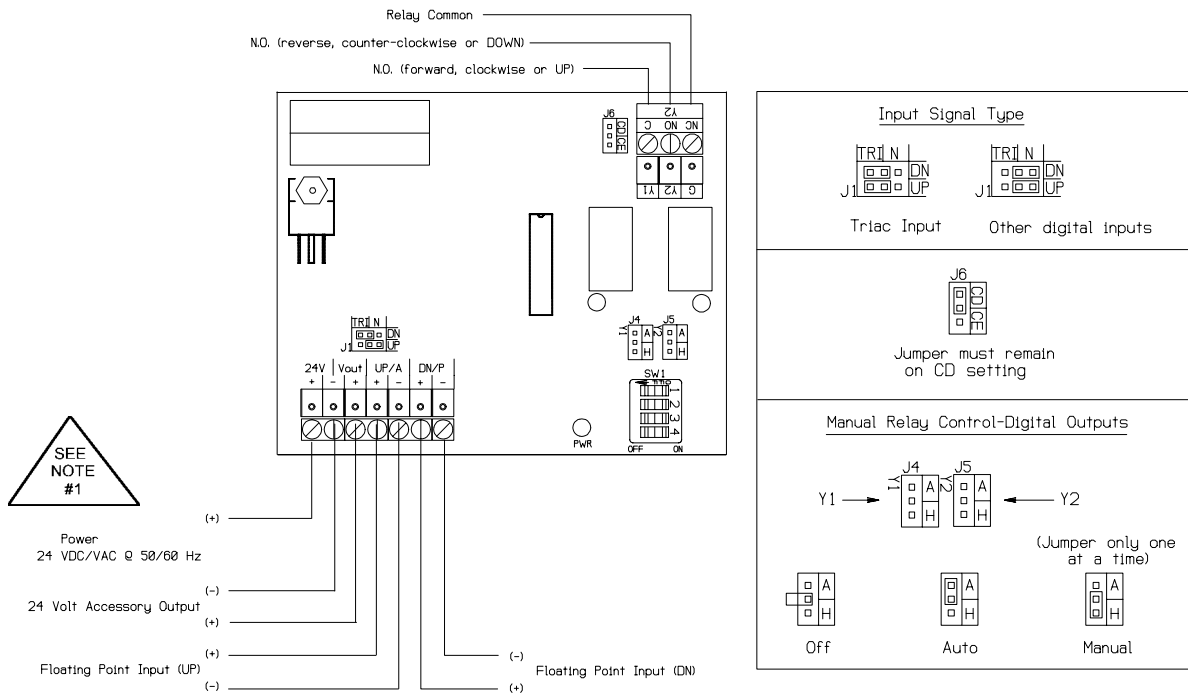 Relay Common
N.O. (reverse, counter-clockwise or DOWN)
N.O. (forward, clockwise or UP)
J6
CD CE
Y2
C NO NC
Y1 Y2 G
TRI N
DN
J1 UP
J4 J5
Y1 A Y2 A
H H
24V Vout UP/A DN/P
+ - + + - + -
SW1
1
2
3
4
OFF ON
PWR
SEE
NOTE
#1
(+)
Power
24 VDC/VAC @ 50/60 Hz
(-)
24 Volt Accessory Output
(+)
(+)
Floating Point Input (UP)
(-)
(-)
Floating Point Input (DN)
(+)
Input Signal Type
TRI N
DN
J1 UP
Triac Input
TRI N
DN
J1 UP
Other digital inputs
J6
CD CE
Jumper must remain
on CD setting
Manual Relay Control-Digital Outputs
J4 J5
Y1 Y1 A Y2 A Y2
H H
(Jumper only one
at a time)
A A A
H H H
Off Auto Manual